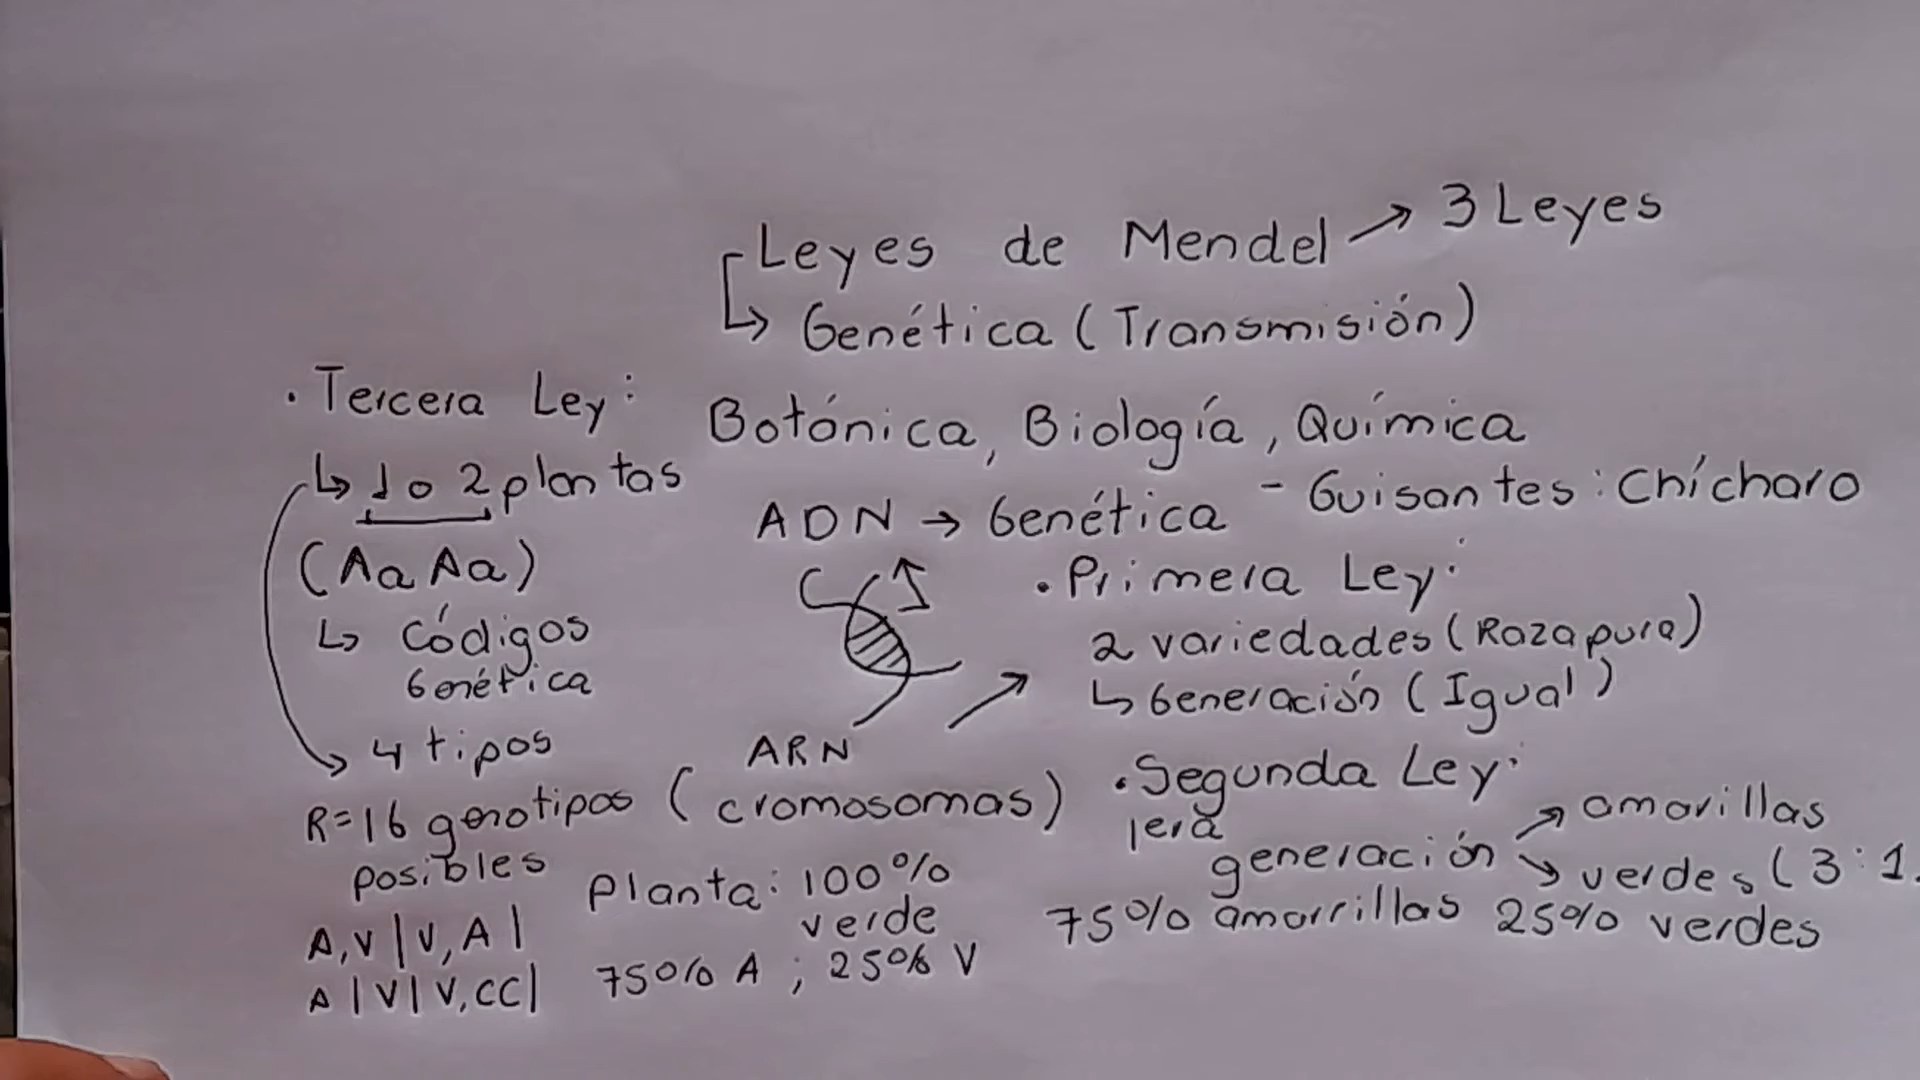 Leyes de Mendel → 3 Leyes
↳ Genética (Transmisión)
Botánica, Biología, Química
- Guisantes: Chícharo
ADN → Genética
ARN
(cromosomas)
• Primera Ley:
2 variedades (Raza pura)
↳ Generación (Igual)
• Segunda Ley:
1era
generación ↗ amarillas
↘ verdes (3:1.
75% amarrillas 25% verdes
• Tercera Ley:
↳ 1 o 2 plantas
(Aa Aa)
↳ Códigos
Genética
→ 4 tipos
R=16 genotipos
posibles
A,V|V,A|
A|V|V,CC|
Planta: 100%
verde
75% A ; 25% V